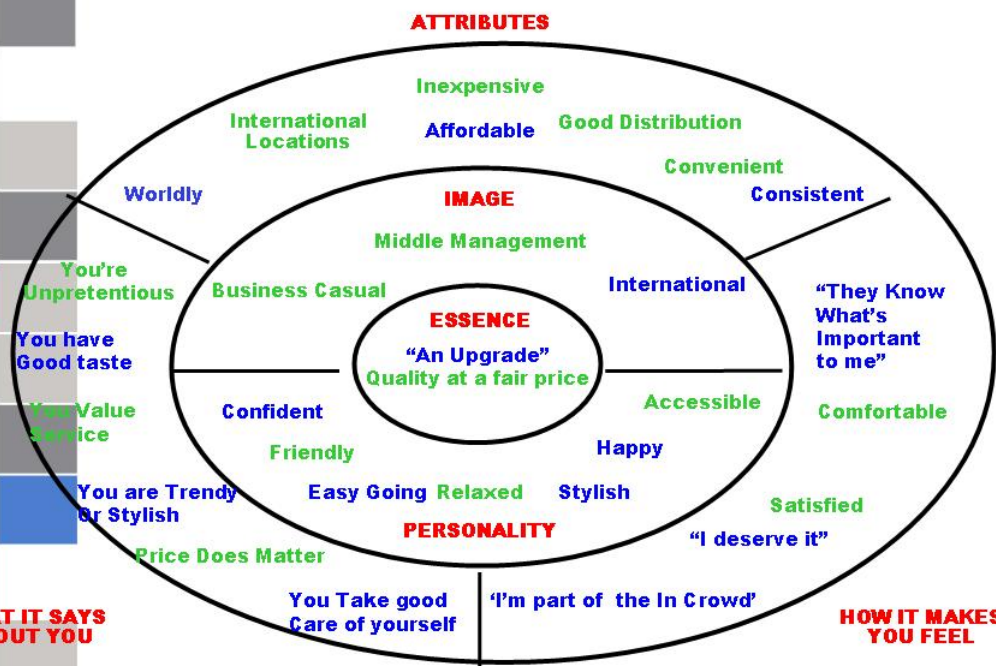 ATTRIBUTES
Inexpensive
International
Locations
Affordable
Good Distribution
Convenient
Worldly
Consistent
IMAGE
Middle Management
You're
Unpretentious
Business Casual
International
"They Know
What's
Important
to me"
ESSENCE
"An Upgrade"
Quality at a fair price
You have
Good taste
You Value
Service
Confident
Accessible
Comfortable
Friendly
Happy
You are Trendy
Or Stylish
Easy Going
Relaxed
Stylish
Satisfied
PERSONALITY
"I deserve it"
Price Does Matter
You Take good
Care of yourself
'I'm part of the In Crowd'
IT SAYS
YOU
HOW IT MAKES
YOU FEEL